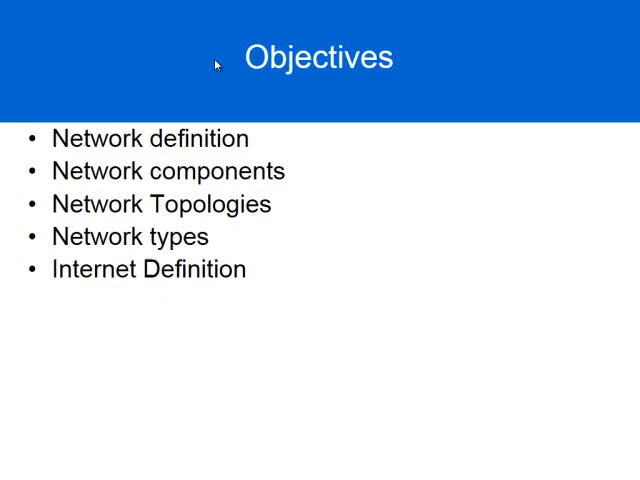 Objectives
• Network definition
• Network components
• Network Topologies
• Network types
• Internet Definition